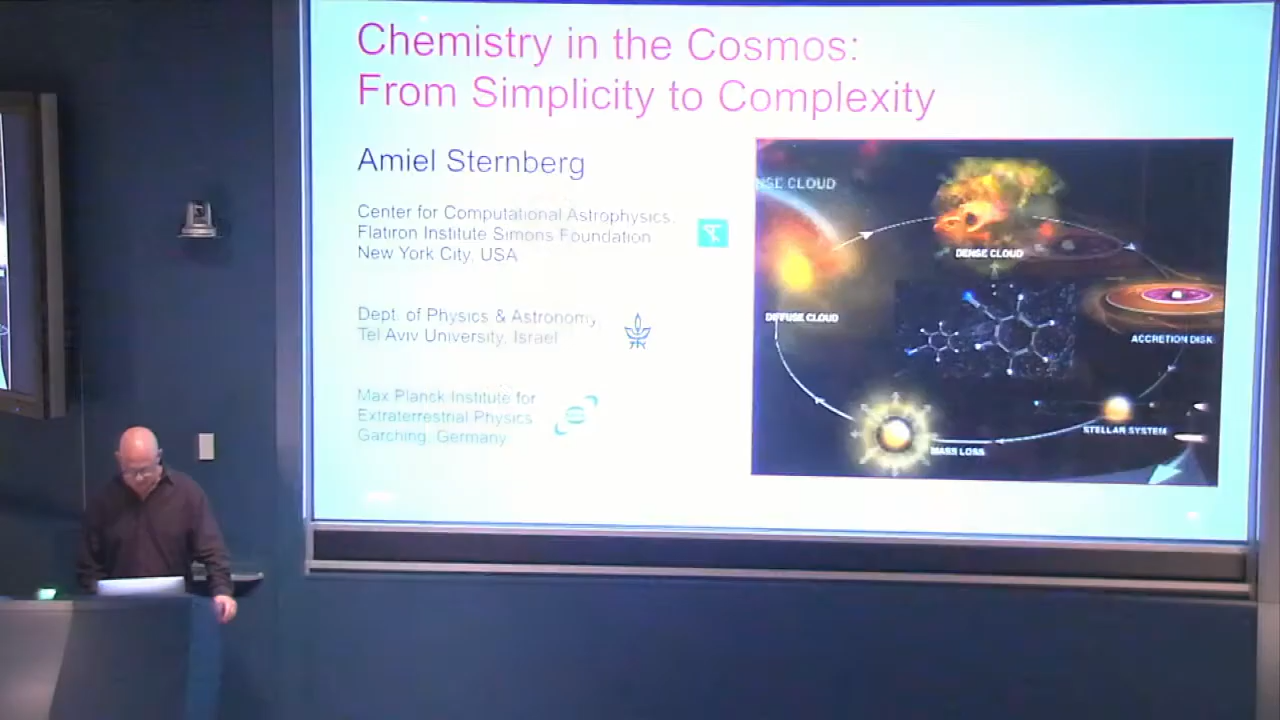 Chemistry in the Cosmos:
From Simplicity to Complexity
Amiel Sternberg
Center for Computational Astrophysics,
Flatiron Institute Simons Foundation
New York City, USA
Dept. of Physics & Astronomy,
Tel Aviv University, Israel
Max Planck Institute for
Extraterrestrial Physics
Garching, Germany
NSE CLOUD
DENSE CLOUD
DIFFUSE CLOUD
ACCRETION DISK
STELLAR SYSTEM
MASS LOSS